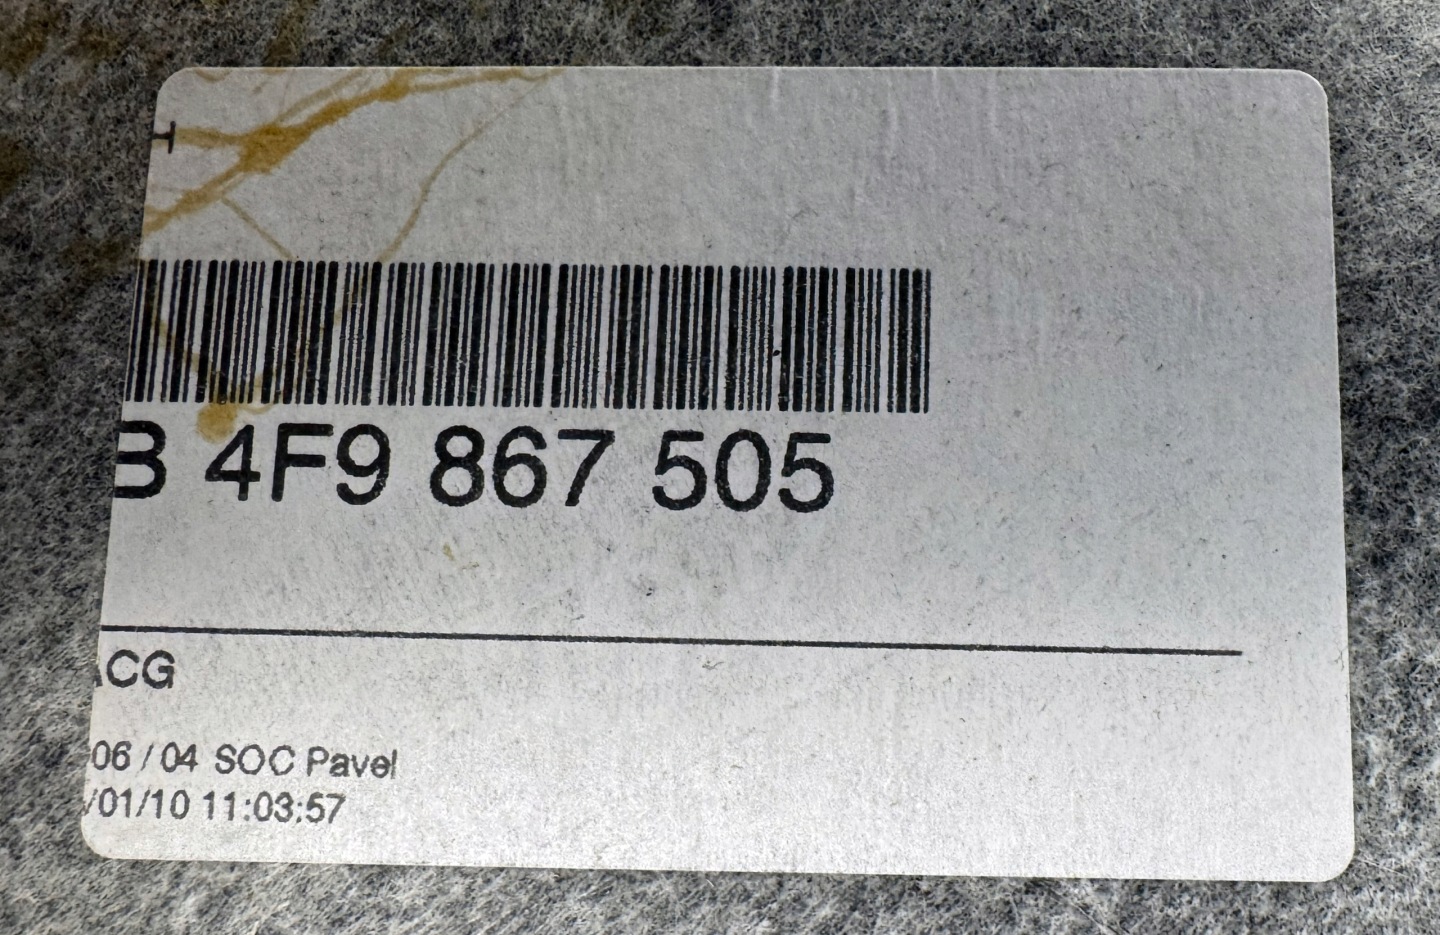 B 4F9 867 505
ACG
06 / 04 SOC Pavel
/01/10 11:03:57